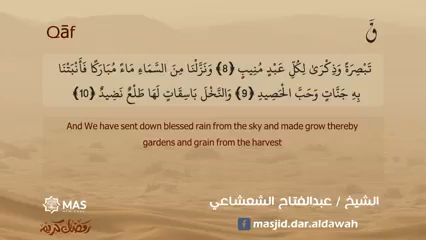 Qāf
قٓ
تَبْصِرَةً وَذِكْرَىٰ لِكُلِّ عَبْدٍ مُنِيبٍ ﴿8﴾ وَنَزَّلْنَا مِنَ السَّمَاءِ مَاءً مُبَارَكًا فَأَنْبَتْنَا
بِهِ جَنَّاتٍ وَحَبَّ الْحَصِيدِ ﴿9﴾ وَالنَّخْلَ بَاسِقَاتٍ لَهَا طَلْعٌ نَضِيدٌ ﴿10﴾
And We have sent down blessed rain from the sky and made grow thereby
gardens and grain from the harvest
الشيخ / عبدالفتاح الشعشاعي
MAS
masjid.dar.aldawah
رمضان كريم